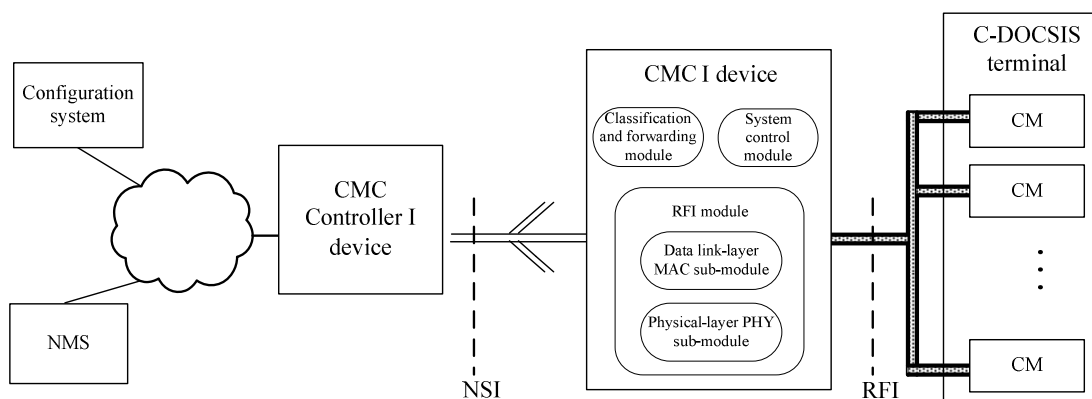 Configuration
system
NMS
CMC
Controller I
device
NSI
CMC I device
Classification
and forwarding
module
System
control
module
RFI module
Data link-layer
MAC sub-module
Physical-layer PHY
sub-module
RFI
C-DOCSIS
terminal
CM
CM
CM